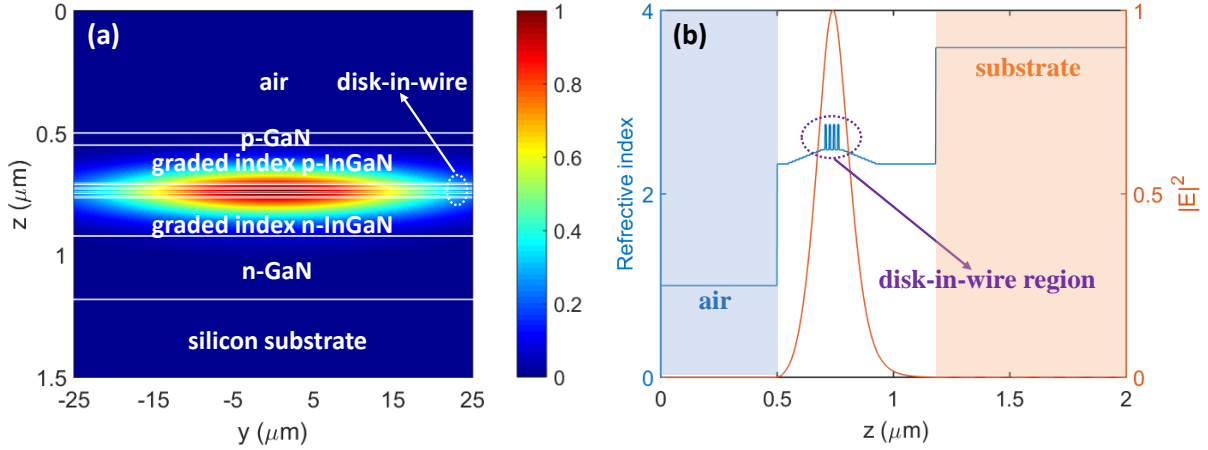 (a)
air
disk-in-wire
p-GaN
graded index p-InGaN
graded index n-InGaN
n-GaN
silicon substrate
0
0.5
1
1.5
z (μm)
-25 -15 -5 5 15 25
y (μm)
1
0.8
0.6
0.4
0.2
0
(b)
substrate
disk-in-wire region
air
4
2
0
Refrective index
0 0.5 1 1.5 2
z (μm)
1
0.5
0
|E|²